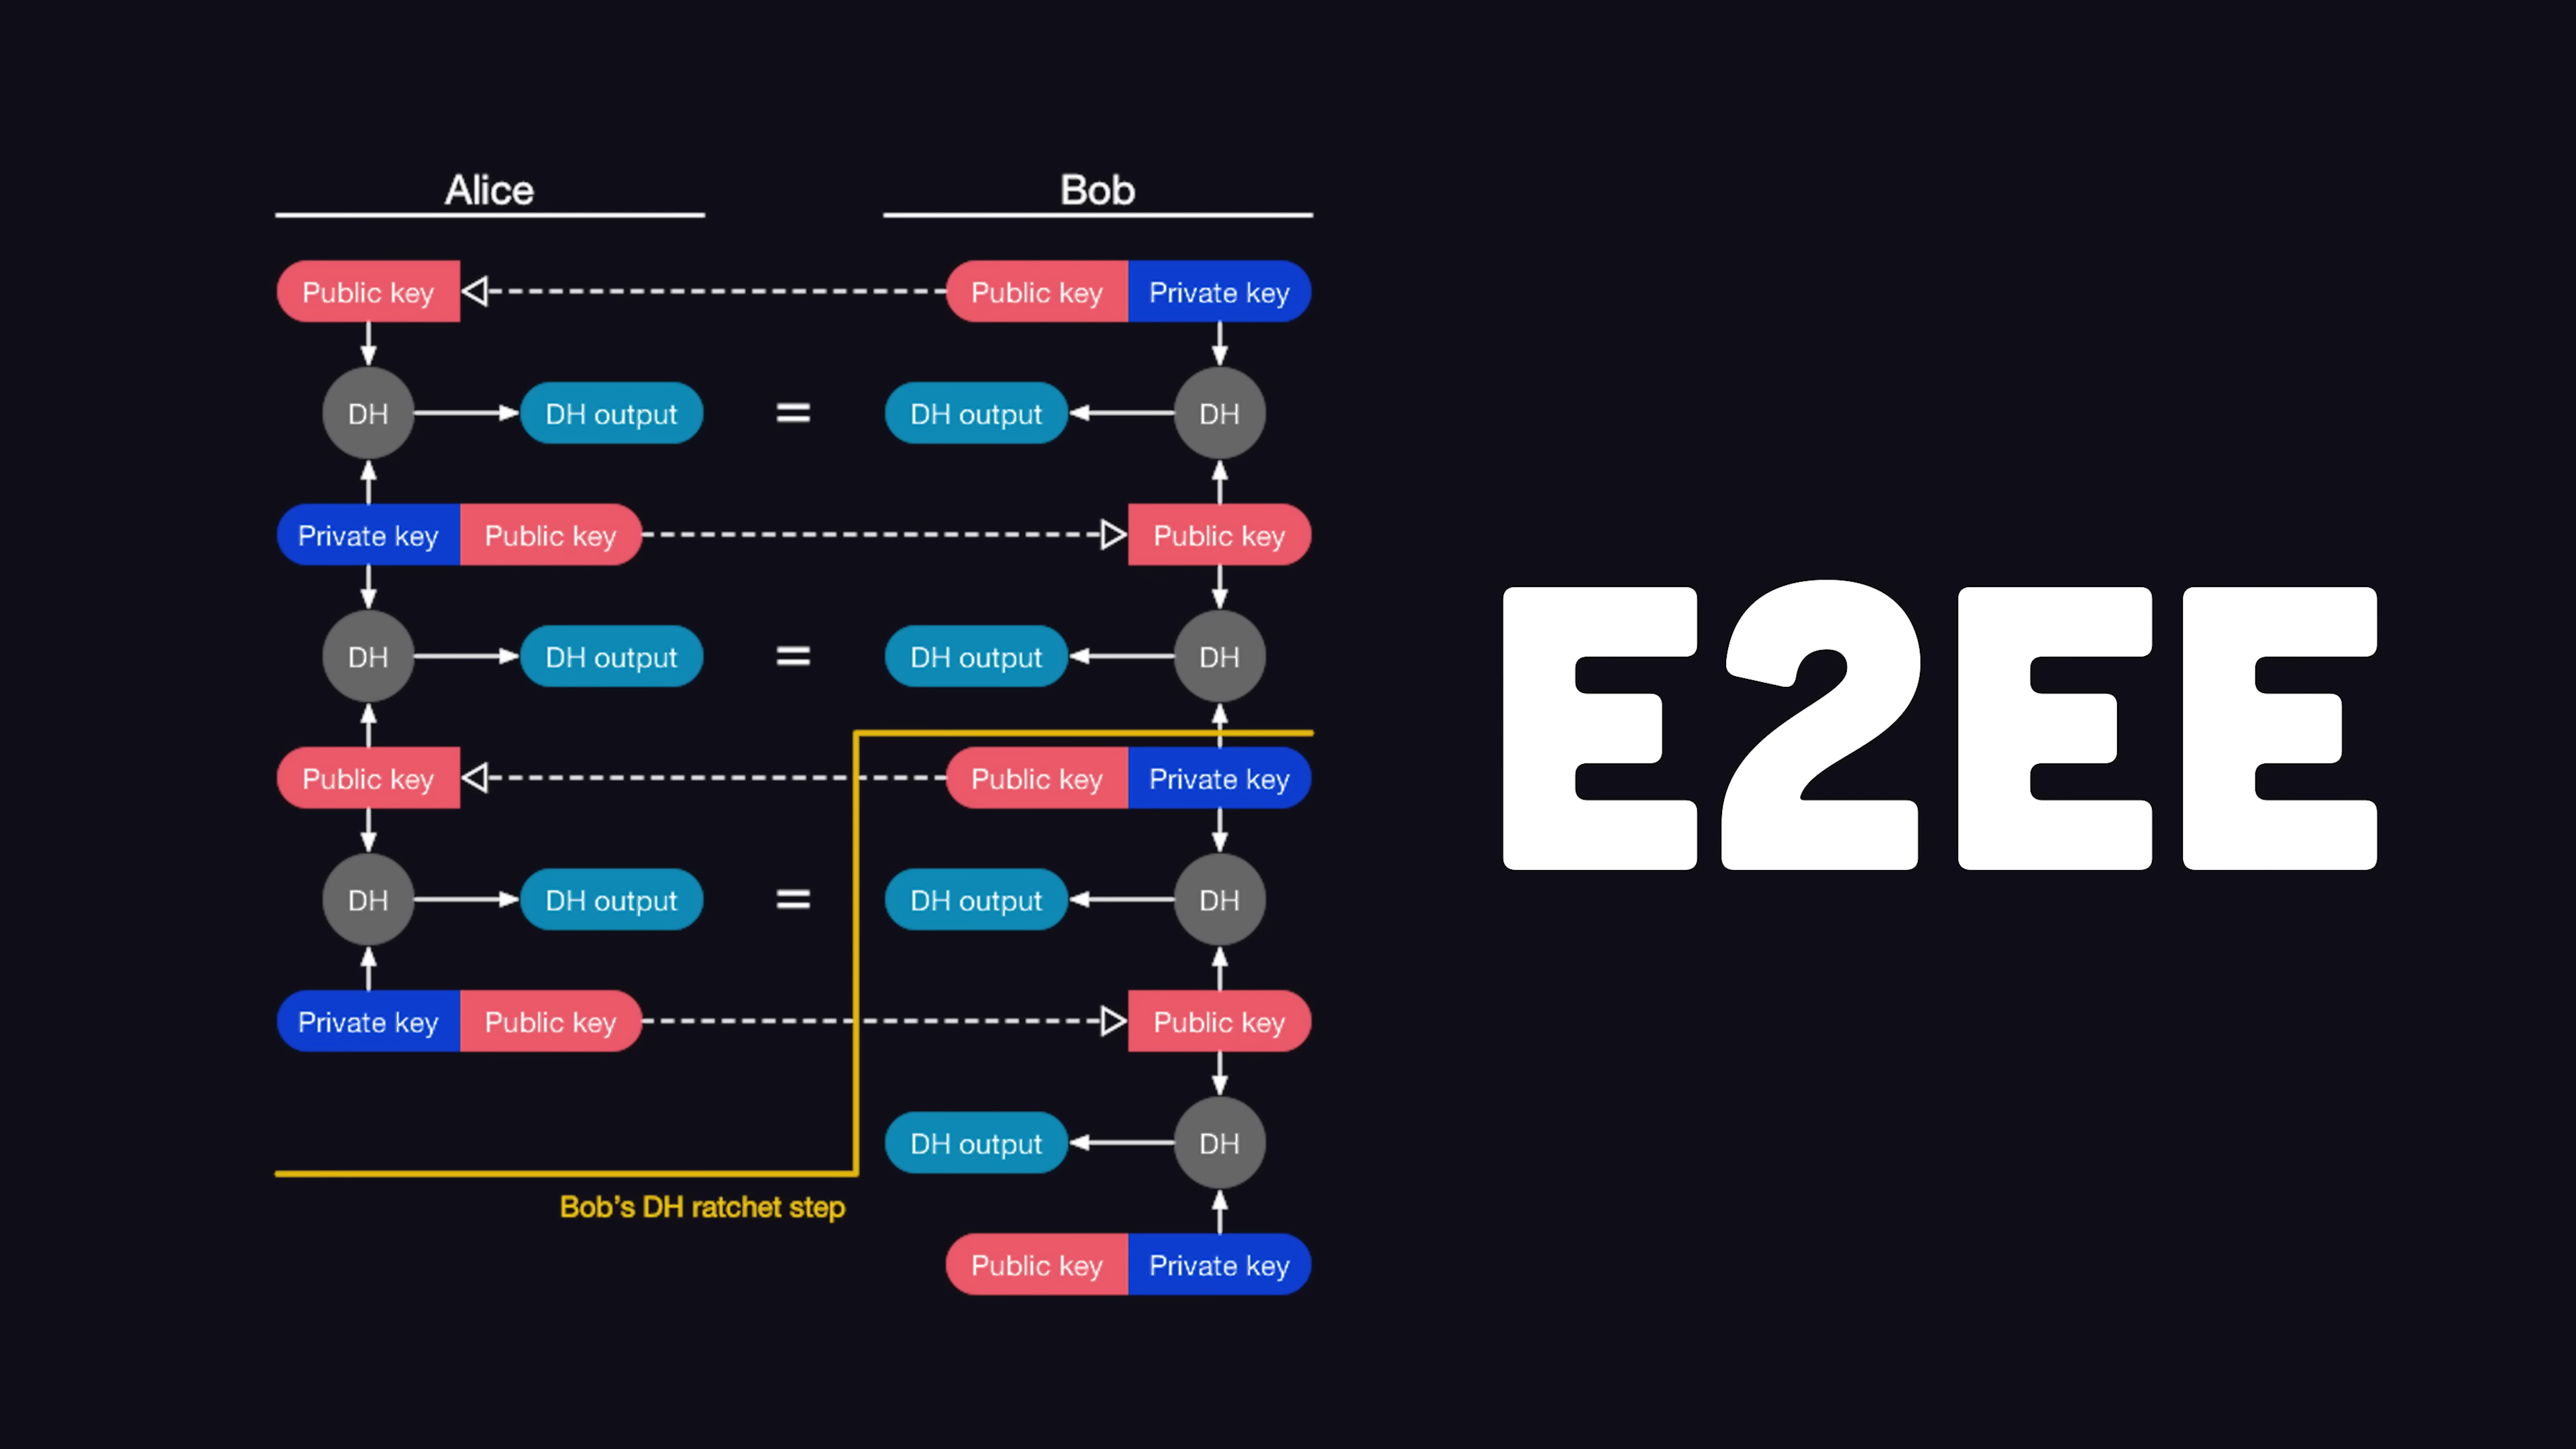 Alice Bob
Public key Public key Private key
DH DH output = DH output DH
Private key Public key Public key
DH DH output = DH output DH
Public key Public key Private key
DH DH output = DH output DH
Private key Public key Public key
DH output DH
Bob's DH ratchet step
Public key Private key
E2EE